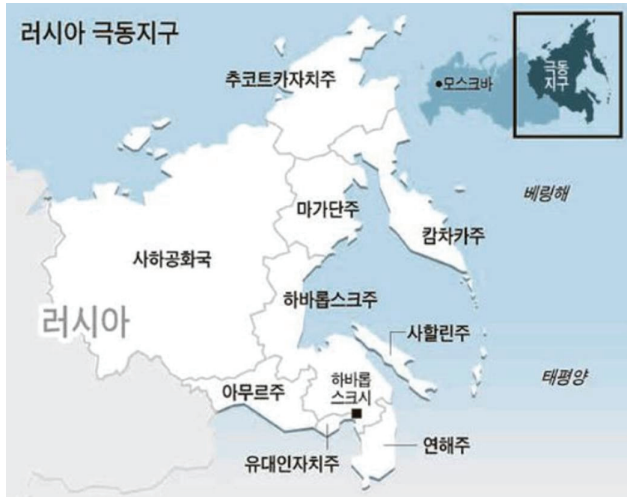 러시아 극동지구
추코트카자치주
모스크바
극동
지구
베링해
마가단주
캄차카주
사하공화국
하바롭스크주
러시아
사할린주
태평양
아무르주
하바롭
스크시
유대인자치주
연해주